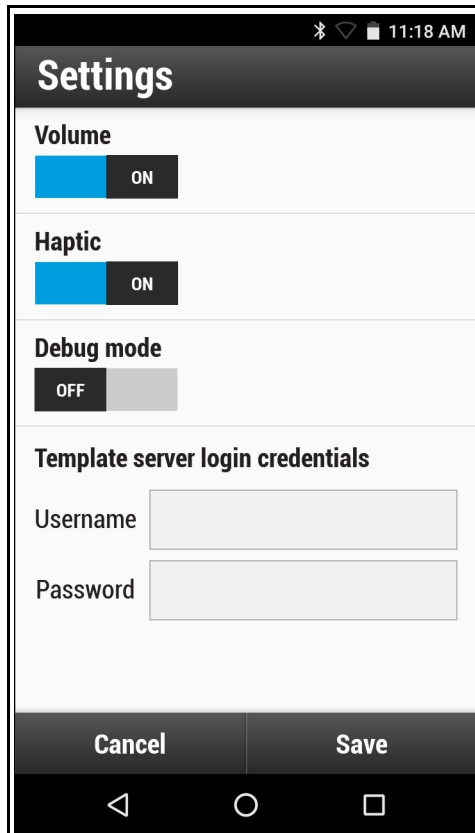 11:18 AM
Settings
Volume
ON
Haptic
ON
Debug mode
OFF
Template server login credentials
Username
Password
Cancel Save